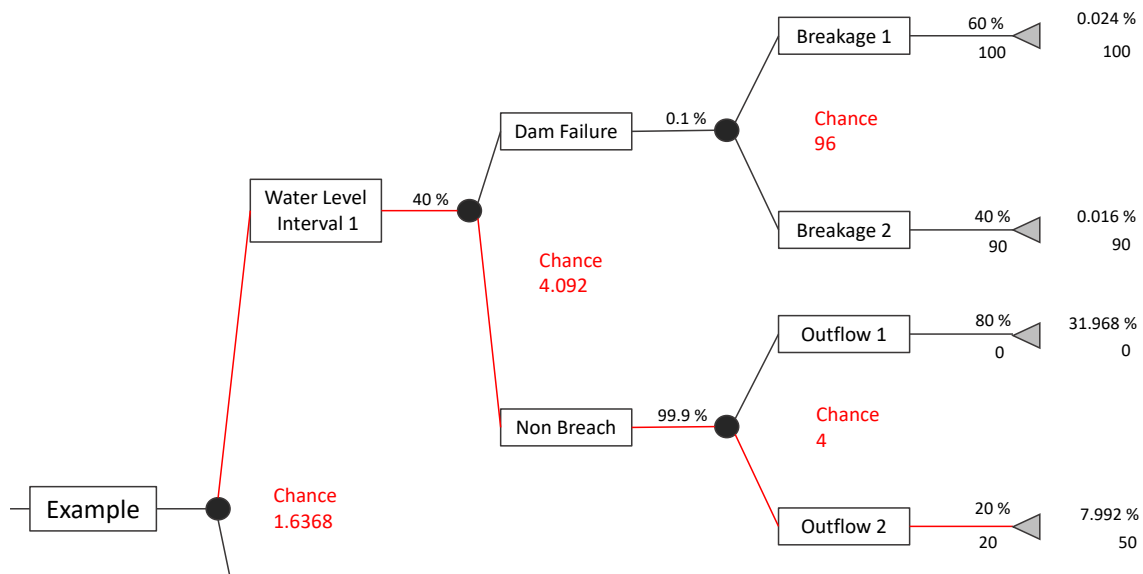 Breakage 1
60 %
100
0.024 %
100
Dam Failure
0.1 %
Chance
96
Water Level
Interval 1
40 %
Breakage 2
40 %
90
0.016 %
90
Chance
4.092
Outflow 1
80 %
0
31.968 %
0
Non Breach
99.9 %
Chance
4
Example
Chance
1.6368
Outflow 2
20 %
20
7.992 %
50